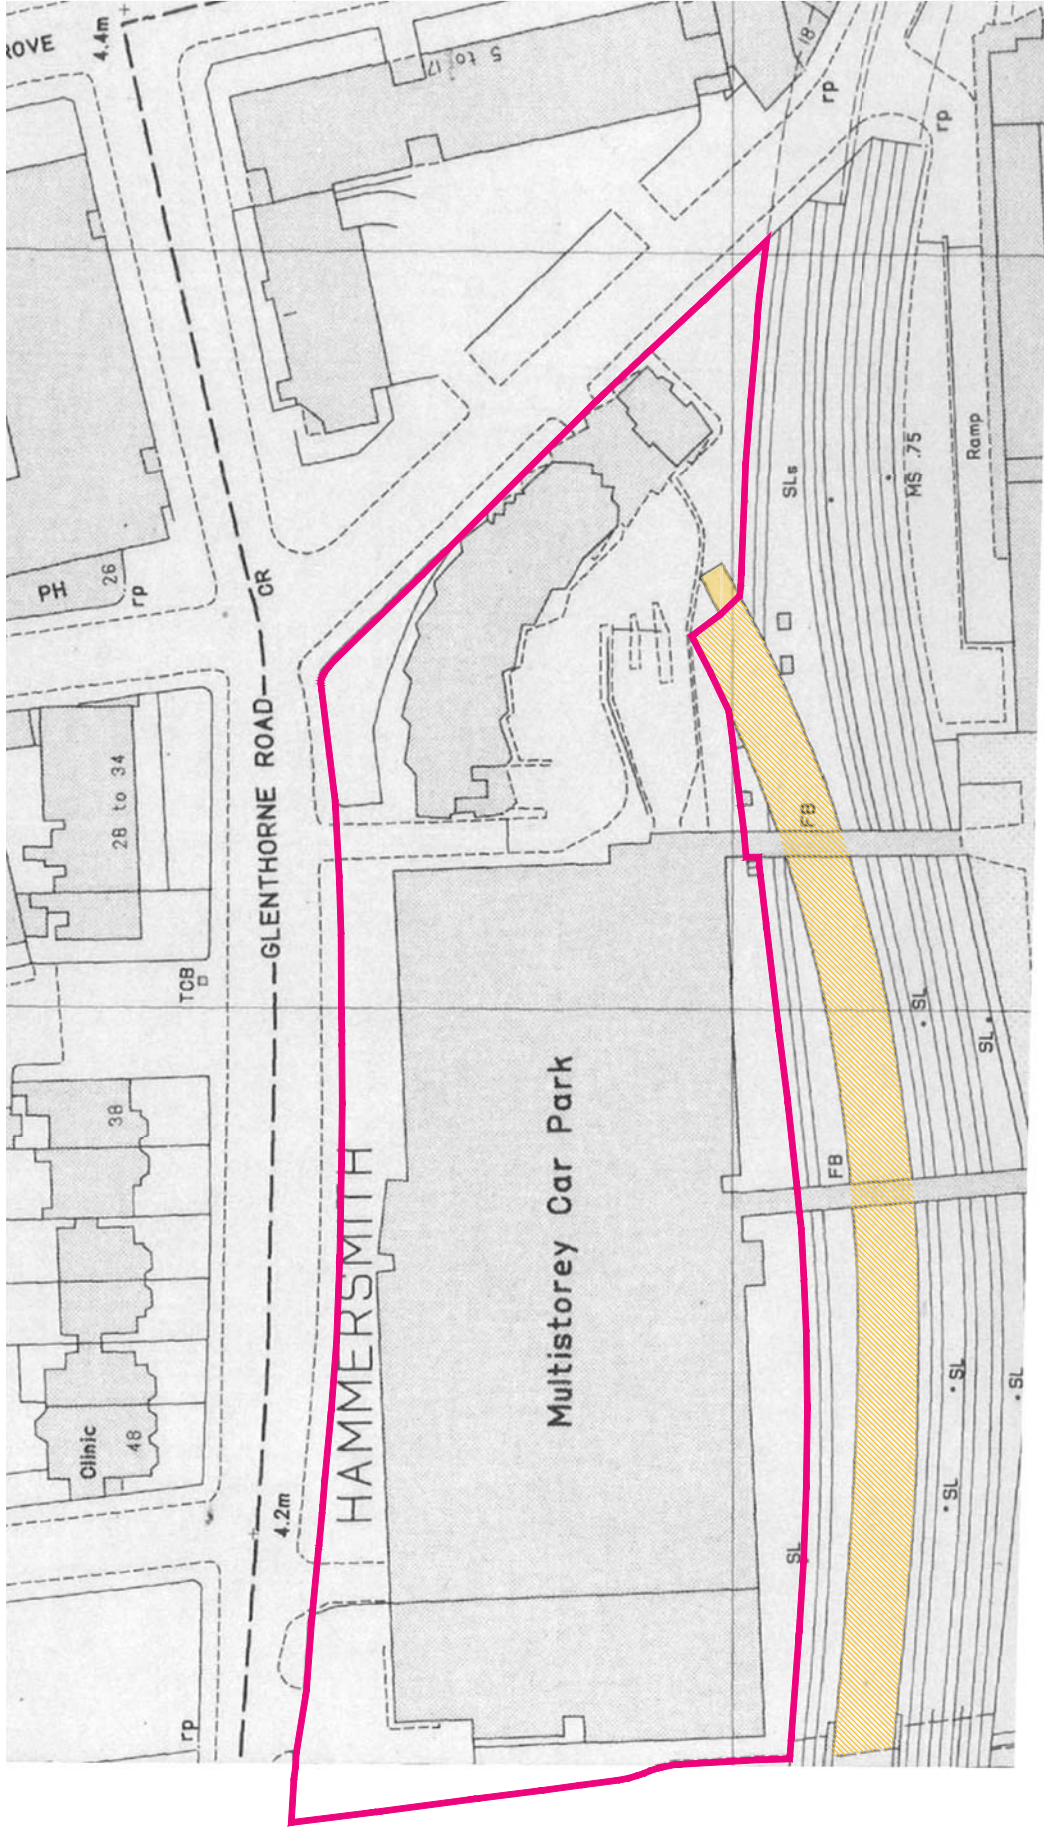 ROVE
4.4m
5 to 17
18
rp
rp
1
PH
26
rp
CR
SLs
MS .75
Ramp
28 to 34
GLENTHORNE ROAD
FB
TCB
SL
SL
38
HAMMERSMITH
Multistorey Car Park
FB
Clinic
48
SL
SL
SL
4.2m
SL
rp